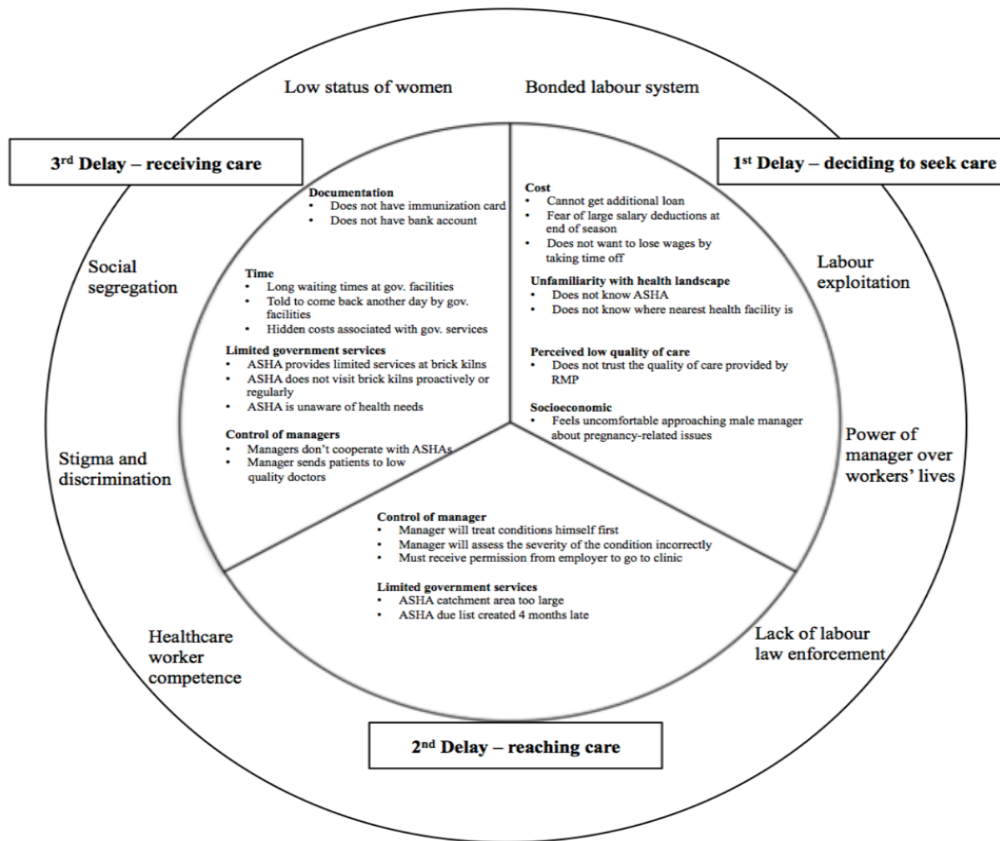 Low status of women
Bonded labour system
3rd Delay – receiving care
1st Delay – deciding to seek care
Documentation
• Does not have immunization card
• Does not have bank account
Time
• Long waiting times at gov. facilities
• Told to come back another day by gov.
facilities
• Hidden costs associated with gov. services
Limited government services
• ASHA provides limited services at brick kilns
• ASHA does not visit brick kilns proactively or
regularly
• ASHA is unaware of health needs
Control of managers
• Managers don't cooperate with ASHAs
• Manager sends patients to low
quality doctors
Cost
• Cannot get additional loan
• Fear of large salary deductions at
end of season
• Does not want to lose wages by
taking time off
Unfamiliarity with health landscape
• Does not know ASHA
• Does not know where nearest health facility is
Perceived low quality of care
• Does not trust the quality of care provided by
RMP
Socioeconomic
• Feels uncomfortable approaching male manager
about pregnancy-related issues
Social
segregation
Labour
exploitation
Stigma and
discrimination
Power of
manager over
workers' lives
Control of manager
• Manager will treat conditions himself first
• Manager will assess the severity of the condition incorrectly
• Must receive permission from employer to go to clinic
Limited government services
• ASHA catchment area too large
• ASHA due list created 4 months late
Healthcare
worker
competence
Lack of labour
law enforcement
2nd Delay – reaching care